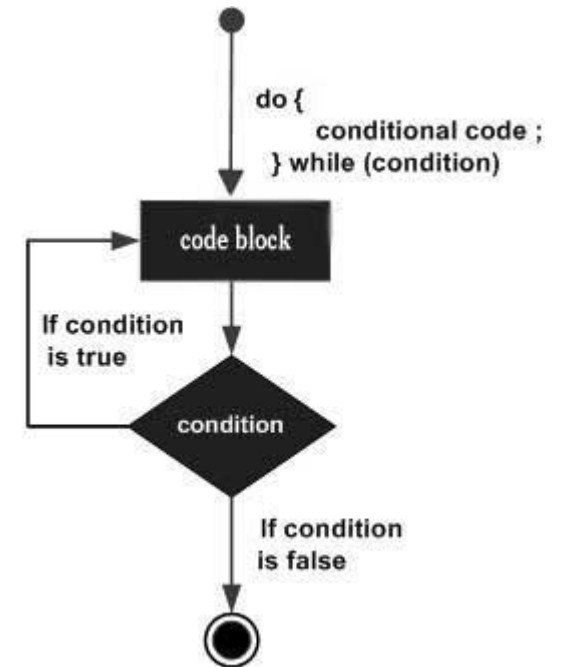 do {
conditional code ;
} while (condition)
code block
If condition
is true
condition
If condition
is false